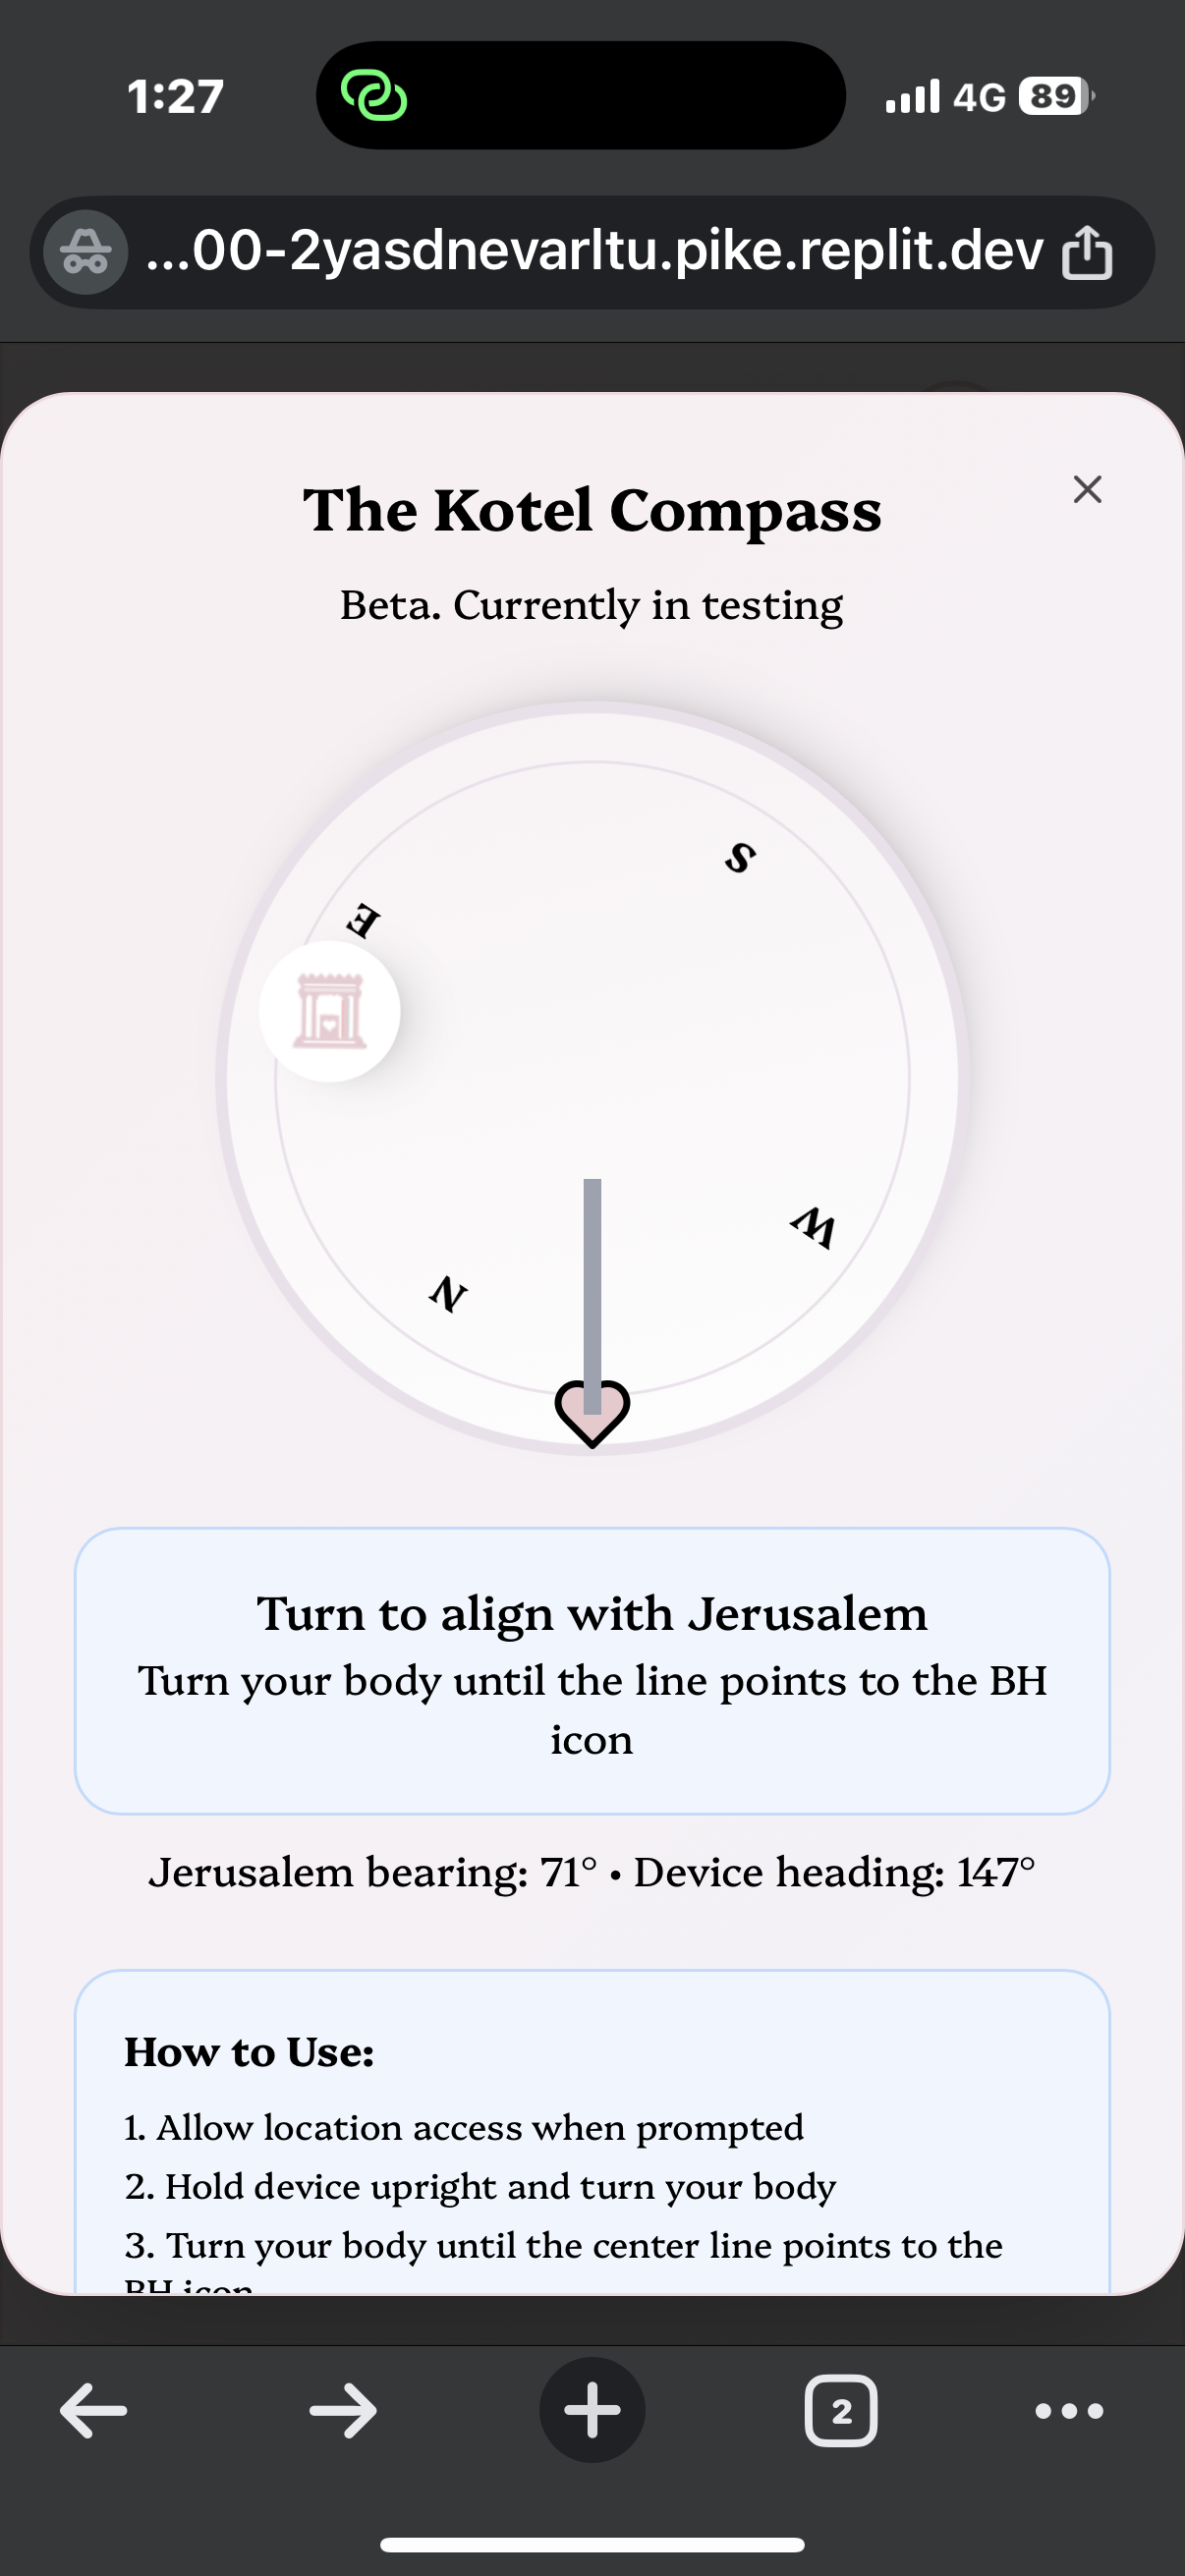 1:27
4G 89
...00-2yasdnevarltu.pike.replit.dev
The Kotel Compass
Beta. Currently in testing
S
E
W
N
Turn to align with Jerusalem
Turn your body until the line points to the BH
icon
Jerusalem bearing: 71° • Device heading: 147°
How to Use:
1. Allow location access when prompted
2. Hold device upright and turn your body
3. Turn your body until the center line points to the
BH icon
2